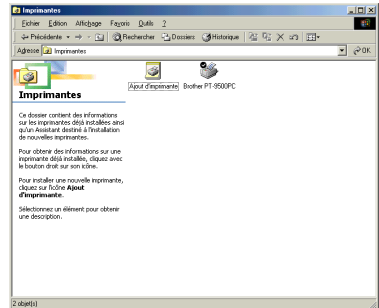 Imprimantes
Fichier Edition Affichage Favoris Outils ?
Précédente Rechercher Dossiers Historique
Adresse Imprimantes OK
Imprimantes
Ce dossier contient des informations
sur les imprimantes déjà installées ainsi
qu'un Assistant destiné à l'installation
de nouvelles imprimantes.
Pour obtenir des informations sur une
imprimante déjà installée, cliquez avec
le bouton droit sur son icône.
Pour installer une nouvelle imprimante,
cliquez sur l'icône Ajout
d'imprimante.
Sélectionnez un élément pour obtenir
une description.
Ajout d'imprimante Brother PT-9500PC
2 objet(s)